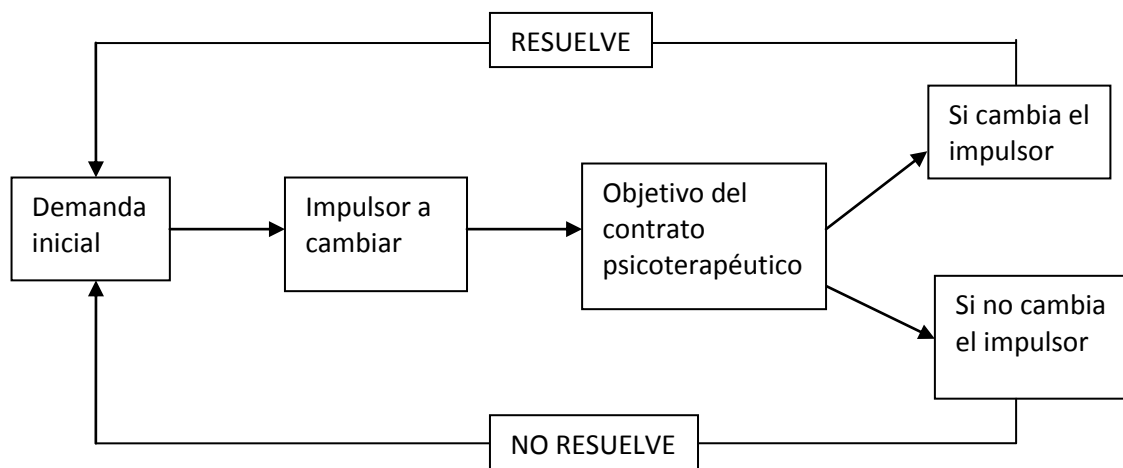 RESUELVE
Si cambia el
impulsor
Demanda
inicial
Impulsor a
cambiar
Objetivo del
contrato
psicoterapéutico
Si no cambia
el impulsor
NO RESUELVE